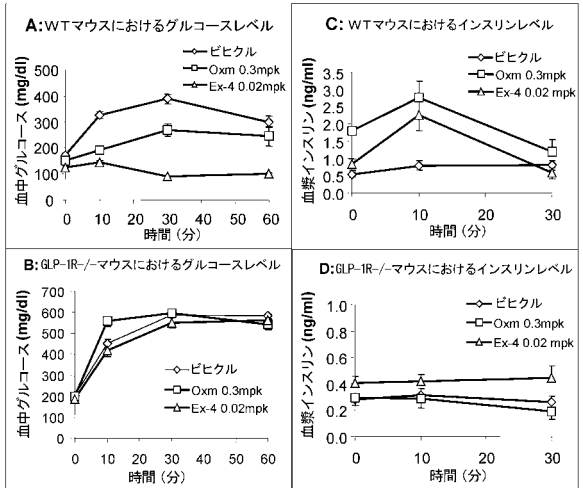 A:WTマウスにおけるグルコースレベル
ビヒクル
Oxm 0.3mpk
Ex-4 0.02mpk
血中グルコース (mg/dl)
500
400
300
200
100
0
0 10 20 30 40 50 60
時間 (分)
C: WTマウスにおけるインスリンレベル
ビヒクル
Oxm 0.3mpk
Ex-4 0.02 mpk
血漿インスリン (ng/ml)
3.5
3.0
2.5
2.0
1.5
1.0
0.5
0.0
0 10 20 30
時間 (分)
B:GLP-1R-/-マウスにおけるグルコースレベル
血中グルコース (mg/dl)
700
600
500
400
300
200
100
0
ビヒクル
Oxm 0.3mpk
Ex-4 0.02mpk
0 10 20 30 40 50 60
時間 (分)
D:GLP-1R-/-マウスにおけるインスリンレベル
ビヒクル
Oxm 0.3mpk
Ex-4 0.02 mpk
血漿インスリン (ng/ml)
1.0
0.8
0.6
0.4
0.2
0.0
0 10 20 30
時間 (分)